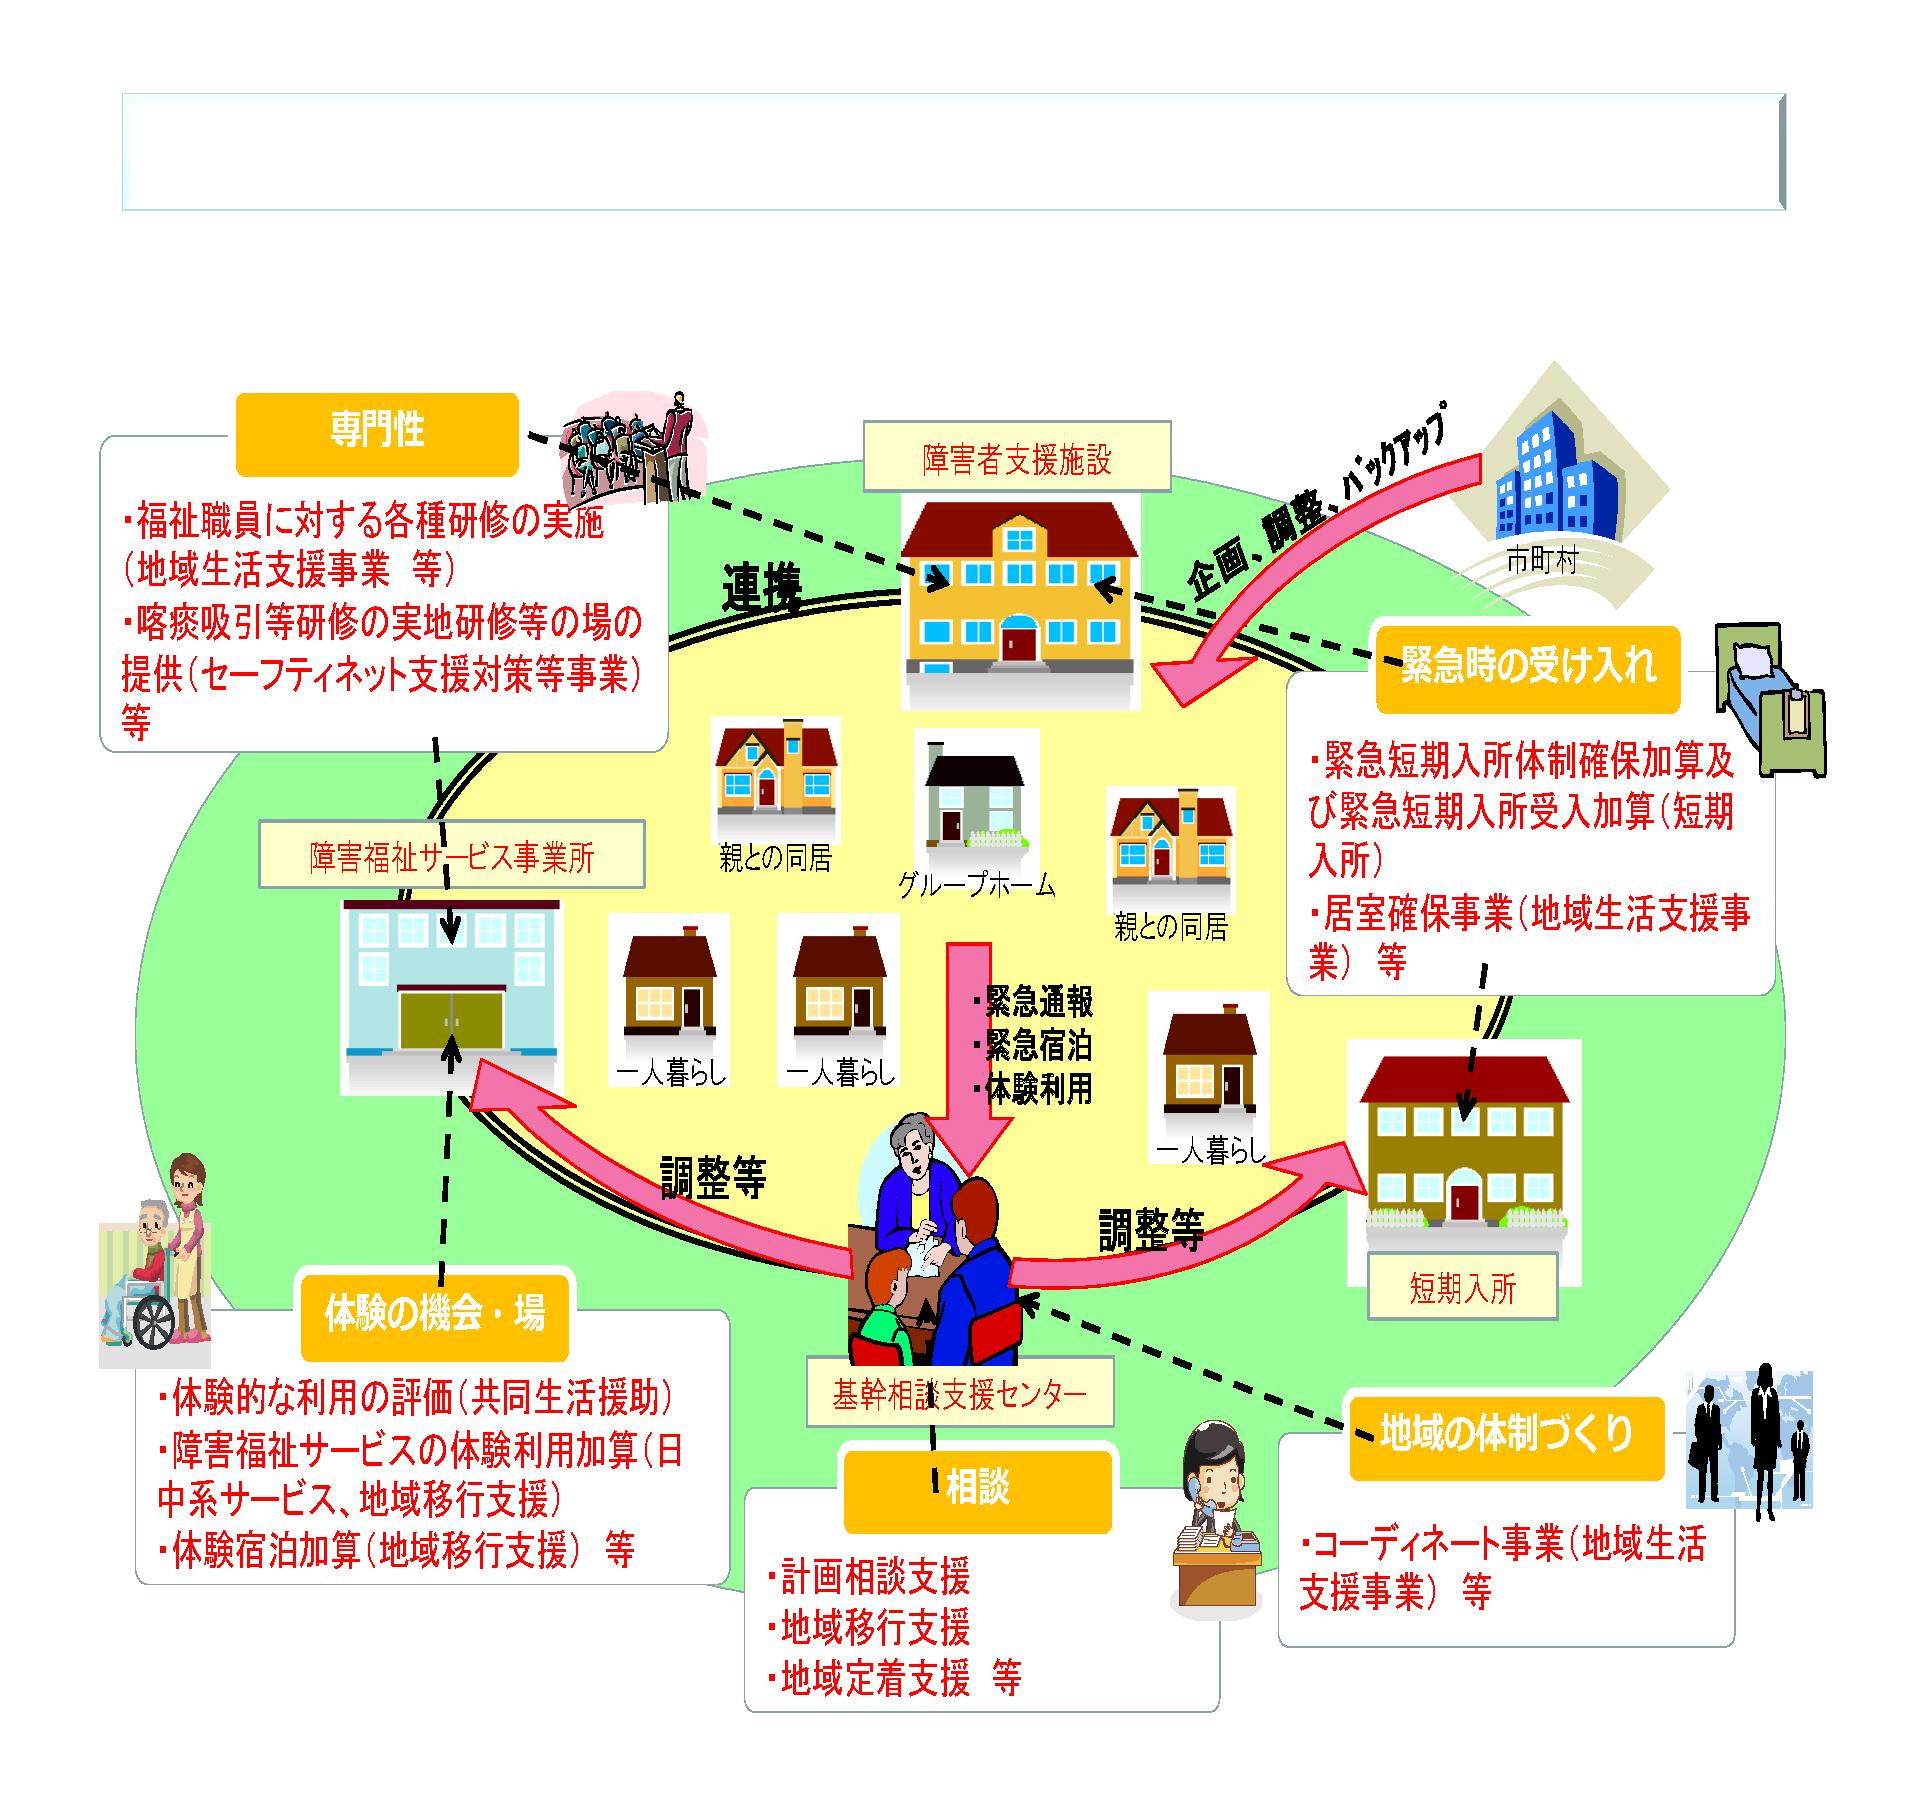 専門性
・福祉職員に対する各種研修の実施
（地域生活支援事業　等）
・喀痰吸引等研修の実地研修等の場の
提供（セーフティネット支援対策等事業）
等
障害者支援施設
企画、調整、バックアップ
市町村
連携
緊急時の受け入れ
・緊急短期入所体制確保加算及
び緊急短期入所受入加算（短期
入所）
・居室確保事業（地域生活支援事
業）　等
障害福祉サービス事業所
親との同居
グループホーム
親との同居
一人暮らし
一人暮らし
・緊急通報
・緊急宿泊
・体験利用
一人暮らし
調整等
調整等
短期入所
体験の機会・場
・体験的な利用の評価（共同生活援助）
・障害福祉サービスの体験利用加算（日
中系サービス、地域移行支援）
・体験宿泊加算（地域移行支援）　等
基幹相談支援センター
相談
・計画相談支援
・地域移行支援
・地域定着支援　等
地域の体制づくり
・コーディネート事業（地域生活
支援事業）　等